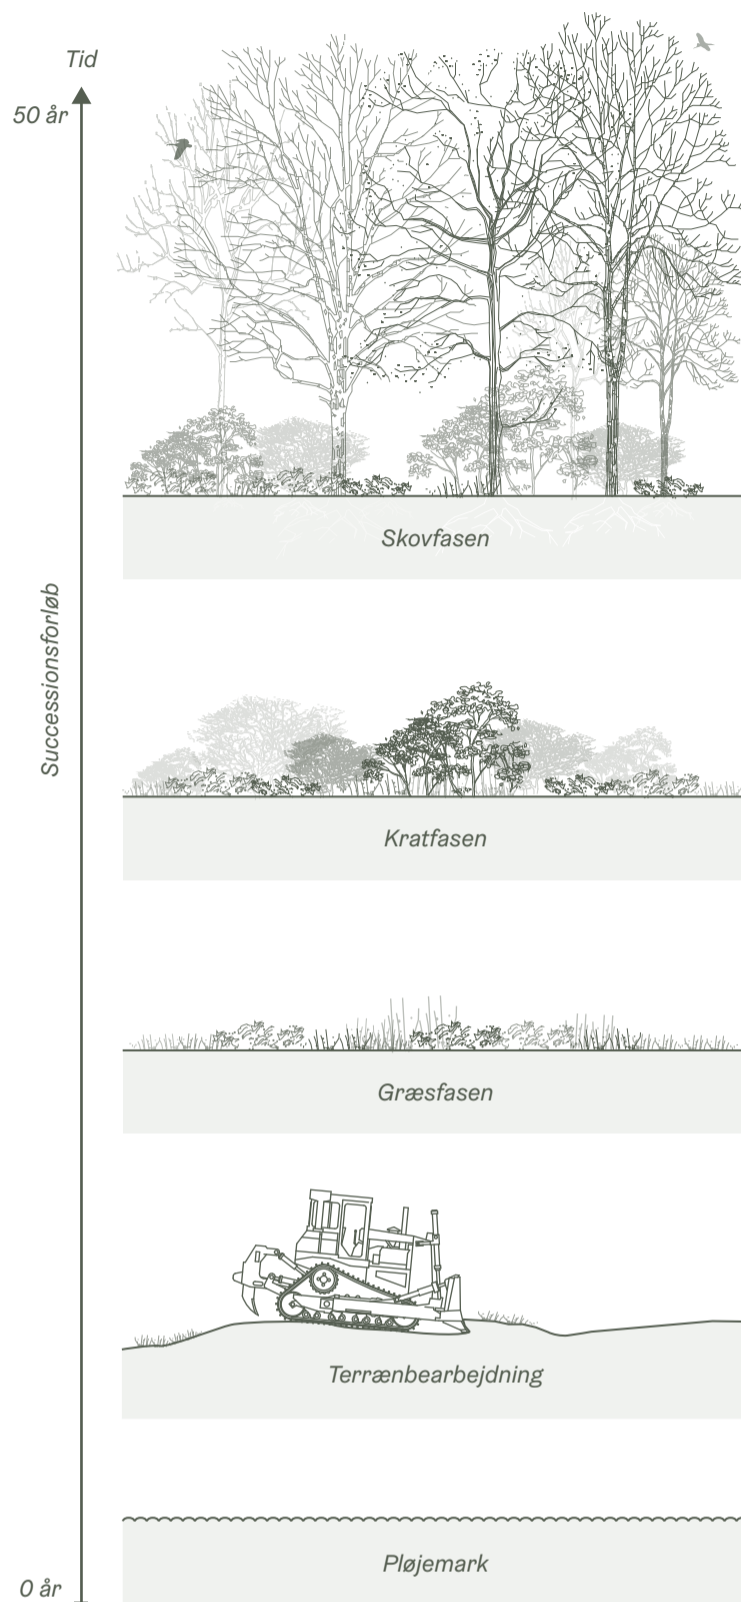 Tid
50 år
Skovfasen
Successionsforløb
Kratfasen
Græsfasen
Terrænbearbejdning
Pløjemark
0 år